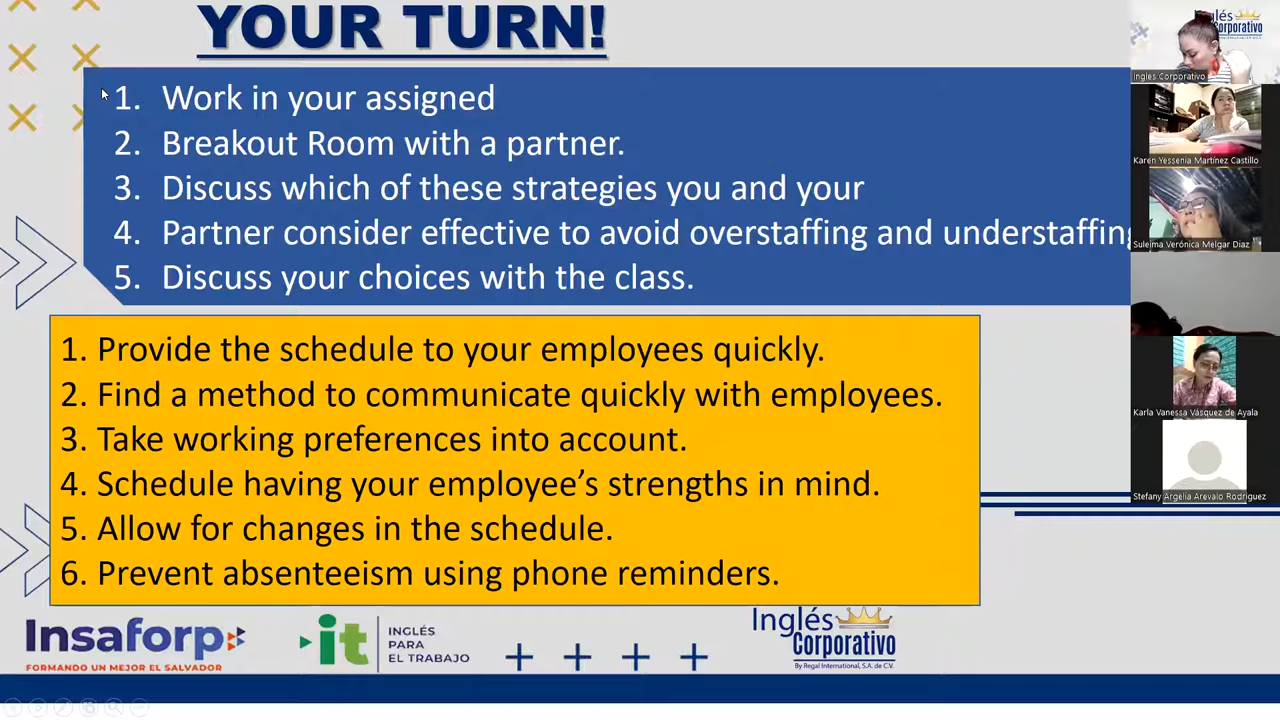 YOUR TURN!
1. Work in your assigned
2. Breakout Room with a partner.
3. Discuss which of these strategies you and your
4. Partner consider effective to avoid overstaffing and understaffing
5. Discuss your choices with the class.
1. Provide the schedule to your employees quickly.
2. Find a method to communicate quickly with employees.
3. Take working preferences into account.
4. Schedule having your employee’s strengths in mind.
5. Allow for changes in the schedule.
6. Prevent absenteeism using phone reminders.
Insaforp
FORMANDO UN MEJOR EL SALVADOR
it
INGLÉS
PARA
EL TRABAJO
Inglés
Corporativo
By Regal International, S.A. de C.V.
Inglés
Corporativo
Ingles Corporativo
Karen Yessenia Martínez Castillo
Suleima Verónica Melgar Diaz
Karla Vanessa Vásquez de Ayala
Stefany Argelia Arevalo Rodriguez